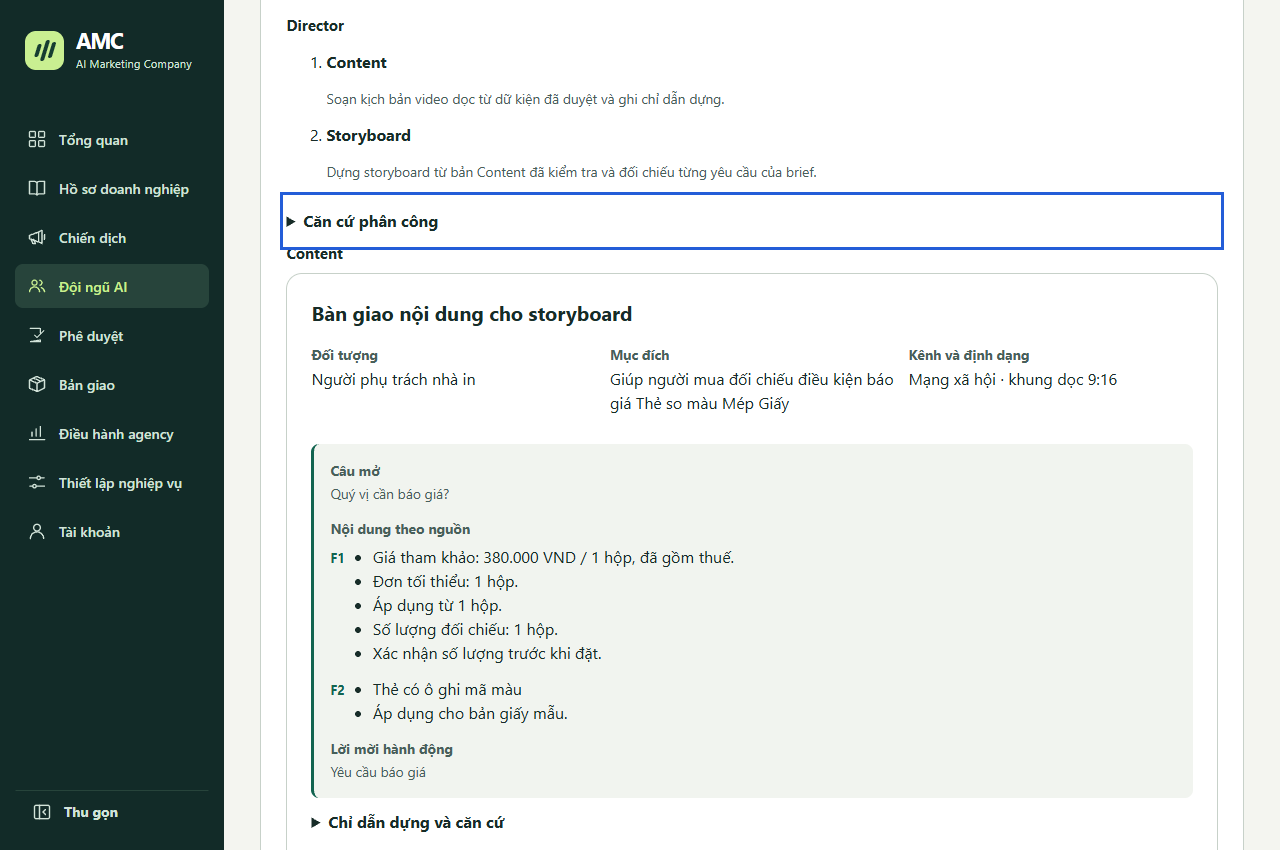 AMC
AI Marketing Company
Tổng quan
Hồ sơ doanh nghiệp
Chiến dịch
Đội ngũ AI
Phê duyệt
Bản giao
Điều hành agency
Thiết lập nghiệp vụ
Tài khoản
Thu gọn
Director
1. Content
Soạn kịch bản video dọc từ dữ kiện đã duyệt và ghi chỉ dẫn dựng.
2. Storyboard
Dựng storyboard từ bản Content đã kiểm tra và đối chiếu từng yêu cầu của brief.
Căn cứ phân công
Content
Bàn giao nội dung cho storyboard
Đối tượng
Người phụ trách nhà in
Mục đích
Giúp người mua đối chiếu điều kiện báo
giá Thẻ so màu Mép Giấy
Kênh và định dạng
Mạng xã hội · khung dọc 9:16
Câu mở
Quý vị cần báo giá?
Nội dung theo nguồn
F1 • Giá tham khảo: 380.000 VND / 1 hộp, đã gồm thuế.
• Đơn tối thiểu: 1 hộp.
• Áp dụng từ 1 hộp.
• Số lượng đối chiếu: 1 hộp.
• Xác nhận số lượng trước khi đặt.
F2 • Thẻ có ô ghi mã màu
• Áp dụng cho bản giấy mẫu.
Lời mời hành động
Yêu cầu báo giá
Chỉ dẫn dựng và căn cứ